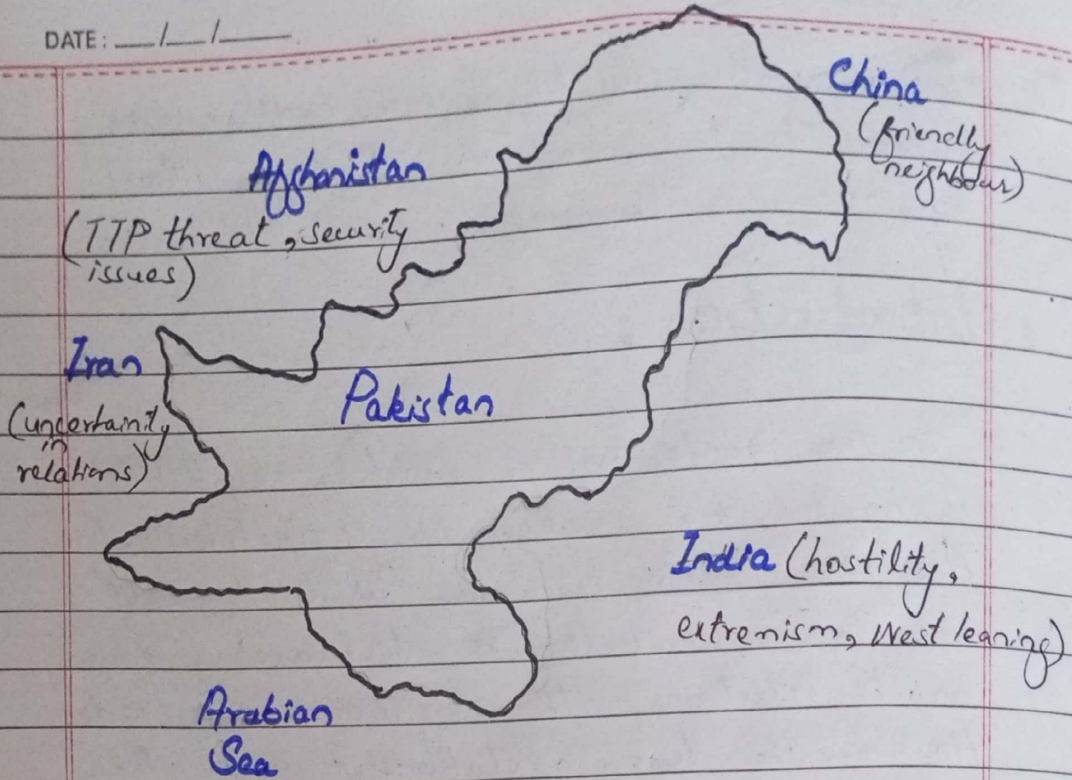 DATE: __/__/____
China
(friendly
neighbour)
Afghanistan
(TTP threat, security
issues)
Iran
(uncertainty
in
relations)
Pakistan
India (hostility,
extremism, West leaning)
Arabian
Sea